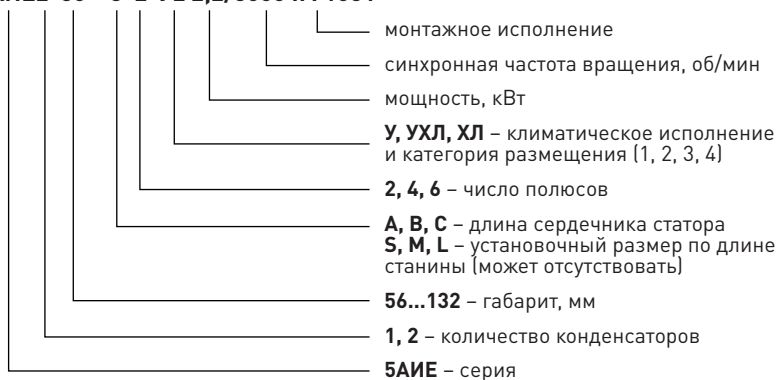 монтажное исполнение
синхронная частота вращения, об/мин
мощность, кВт
У, УХЛ, ХЛ – климатическое исполнение
и категория размещения (1, 2, 3, 4)
2, 4, 6 – число полюсов
А, В, С – длина сердечника статора
S, M, L – установочный размер по длине
станины (может отсутствовать)
56...132 – габарит, мм
1, 2 – количество конденсаторов
5АИЕ – серия